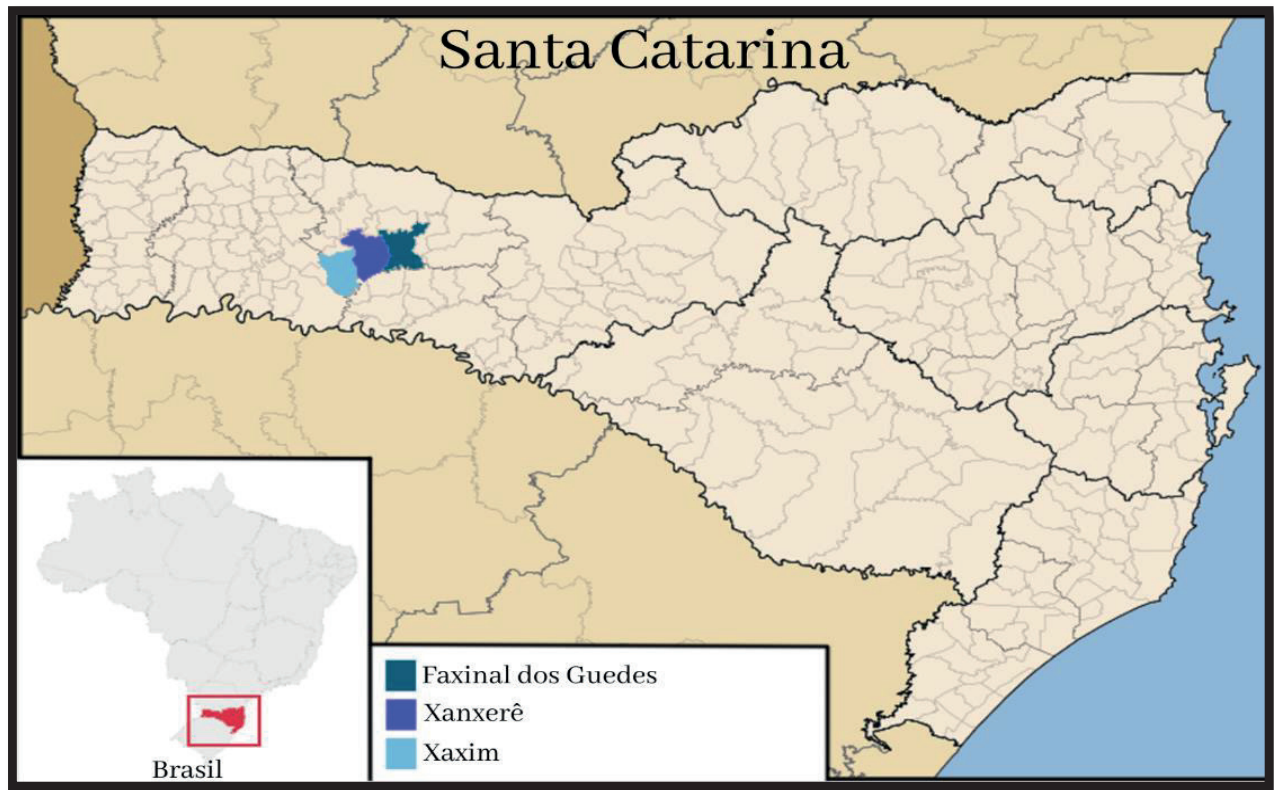 Santa Catarina
Faxinal dos Guedes
Xanxerê
Xaxim
Brasil